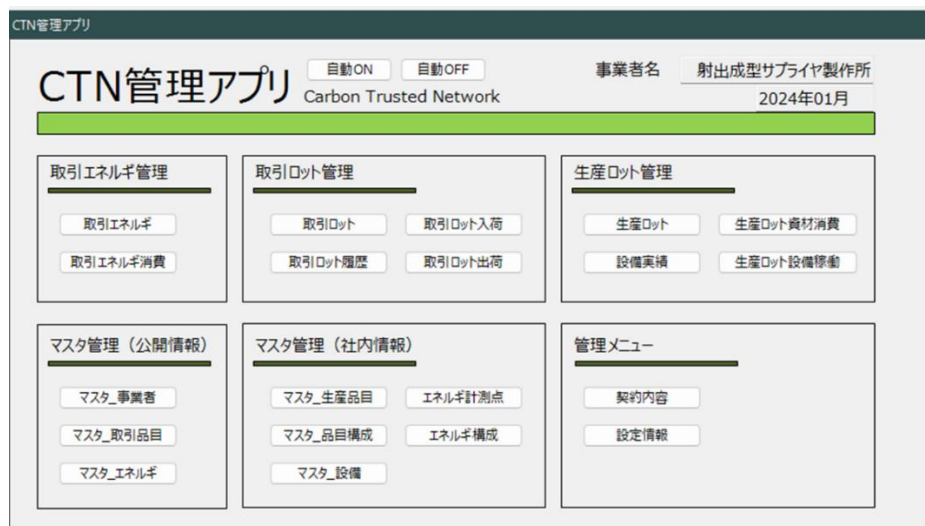 CTN管理アプリ
CTN管理アプリ
自動ON 自動OFF
Carbon Trusted Network
事業者名 射出成型サプライヤ製作所
2024年01月
取引エネルギ管理
取引エネルギ
取引エネルギ消費
取引ロット管理
取引ロット 取引ロット入荷
取引ロット履歴 取引ロット出荷
生産ロット管理
生産ロット 生産ロット資材消費
設備実績 生産ロット設備稼働
マスタ管理（公開情報）
マスタ_事業者
マスタ_取引品目
マスタ_エネルギ
マスタ管理（社内情報）
マスタ_生産品目 エネルギ計測点
マスタ_品目構成 エネルギ構成
マスタ_設備
管理メニュー
契約内容
設定情報